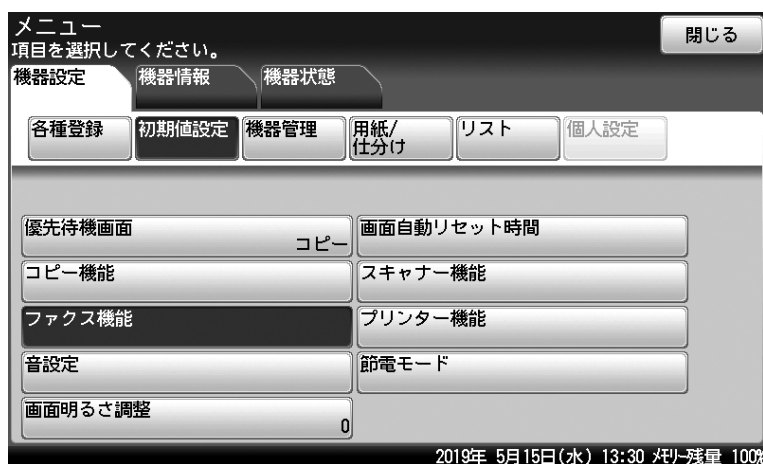 メニュー
項目を選択してください。
閉じる
機器設定
機器情報
機器状態
各種登録
初期値設定
機器管理
用紙/
仕分け
リスト
個人設定
優先待機画面
コピー
画面自動リセット時間
コピー機能
スキャナー機能
ファクス機能
プリンター機能
音設定
節電モード
画面明るさ調整
0
2019年 5月15日(水) 13:30 ﾒﾓﾘｰ残量 100%